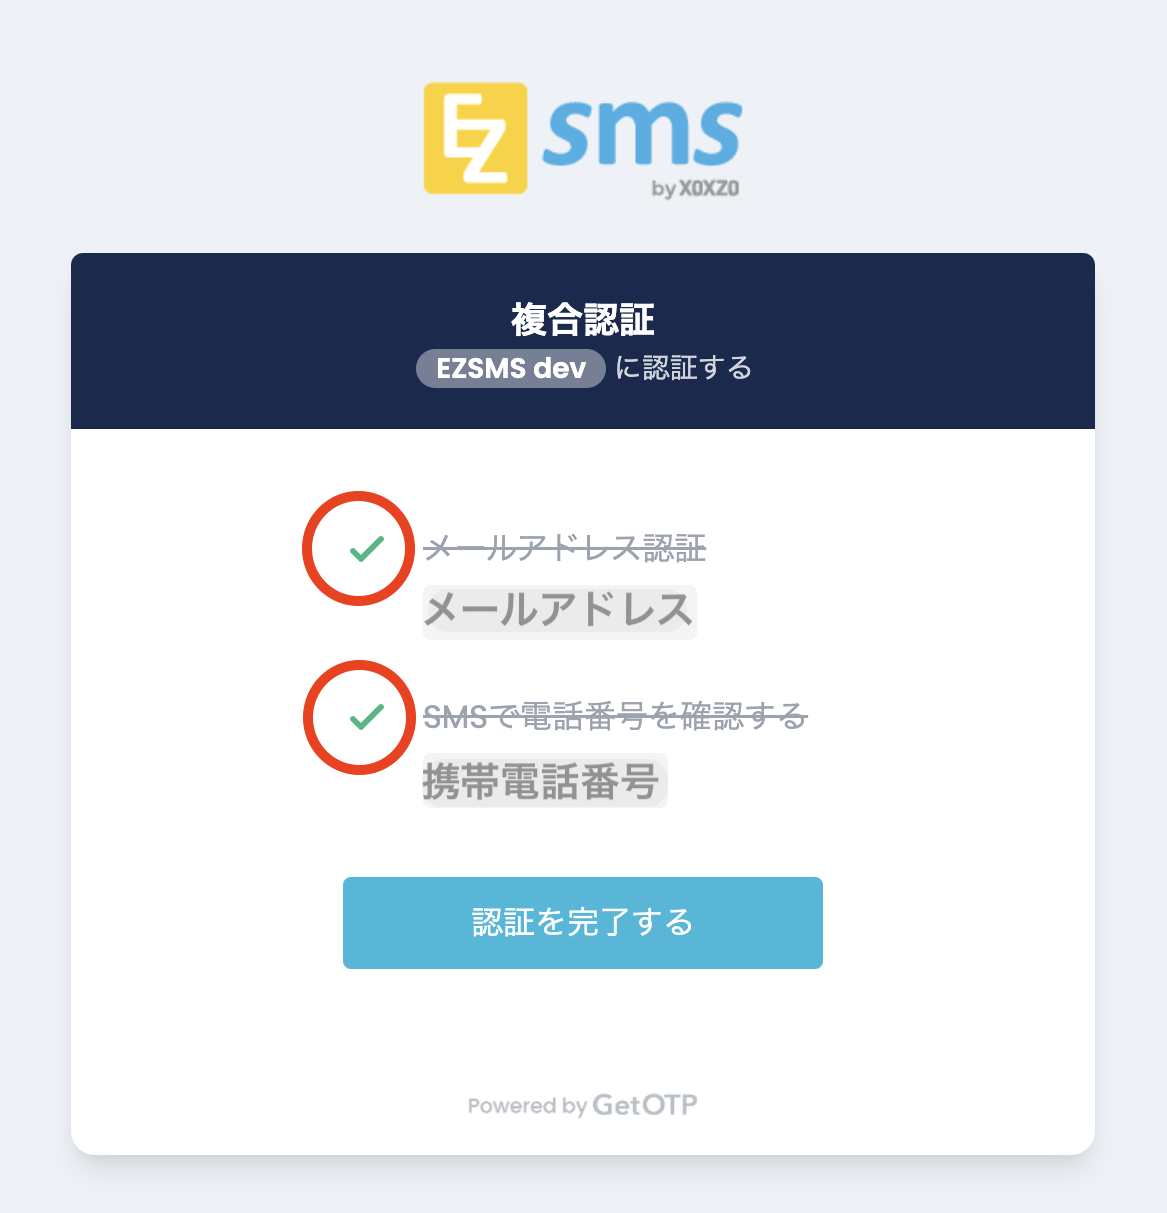 EZ sms
by XOXZO
複合認証
EZSMS dev に認証する
メールアドレス認証
メールアドレス
SMSで電話番号を確認する
携帯電話番号
認証を完了する
Powered by GetOTP